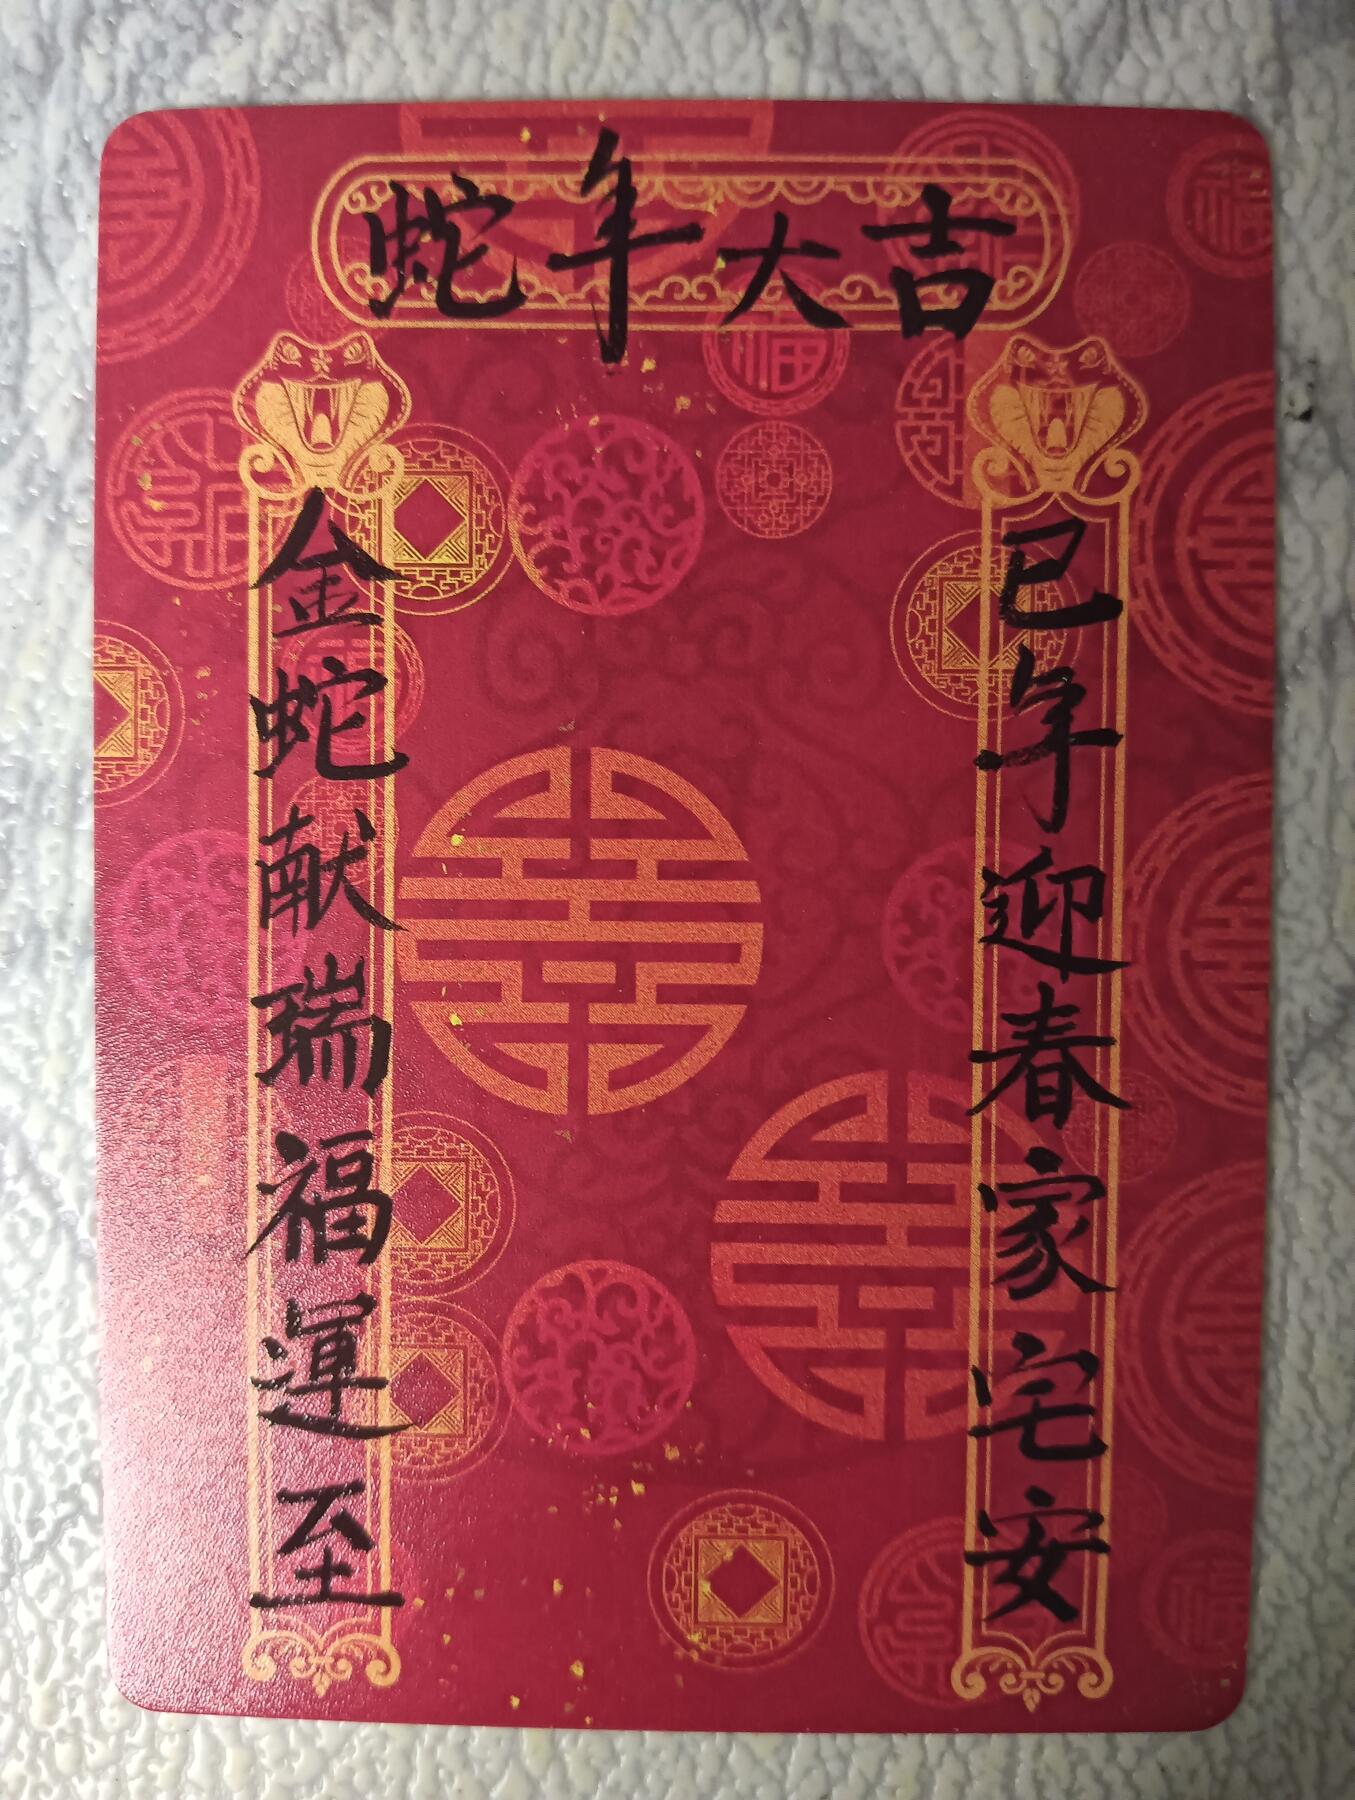 蛇年大吉
巳年迎春家宅安
金蛇献瑞福運至